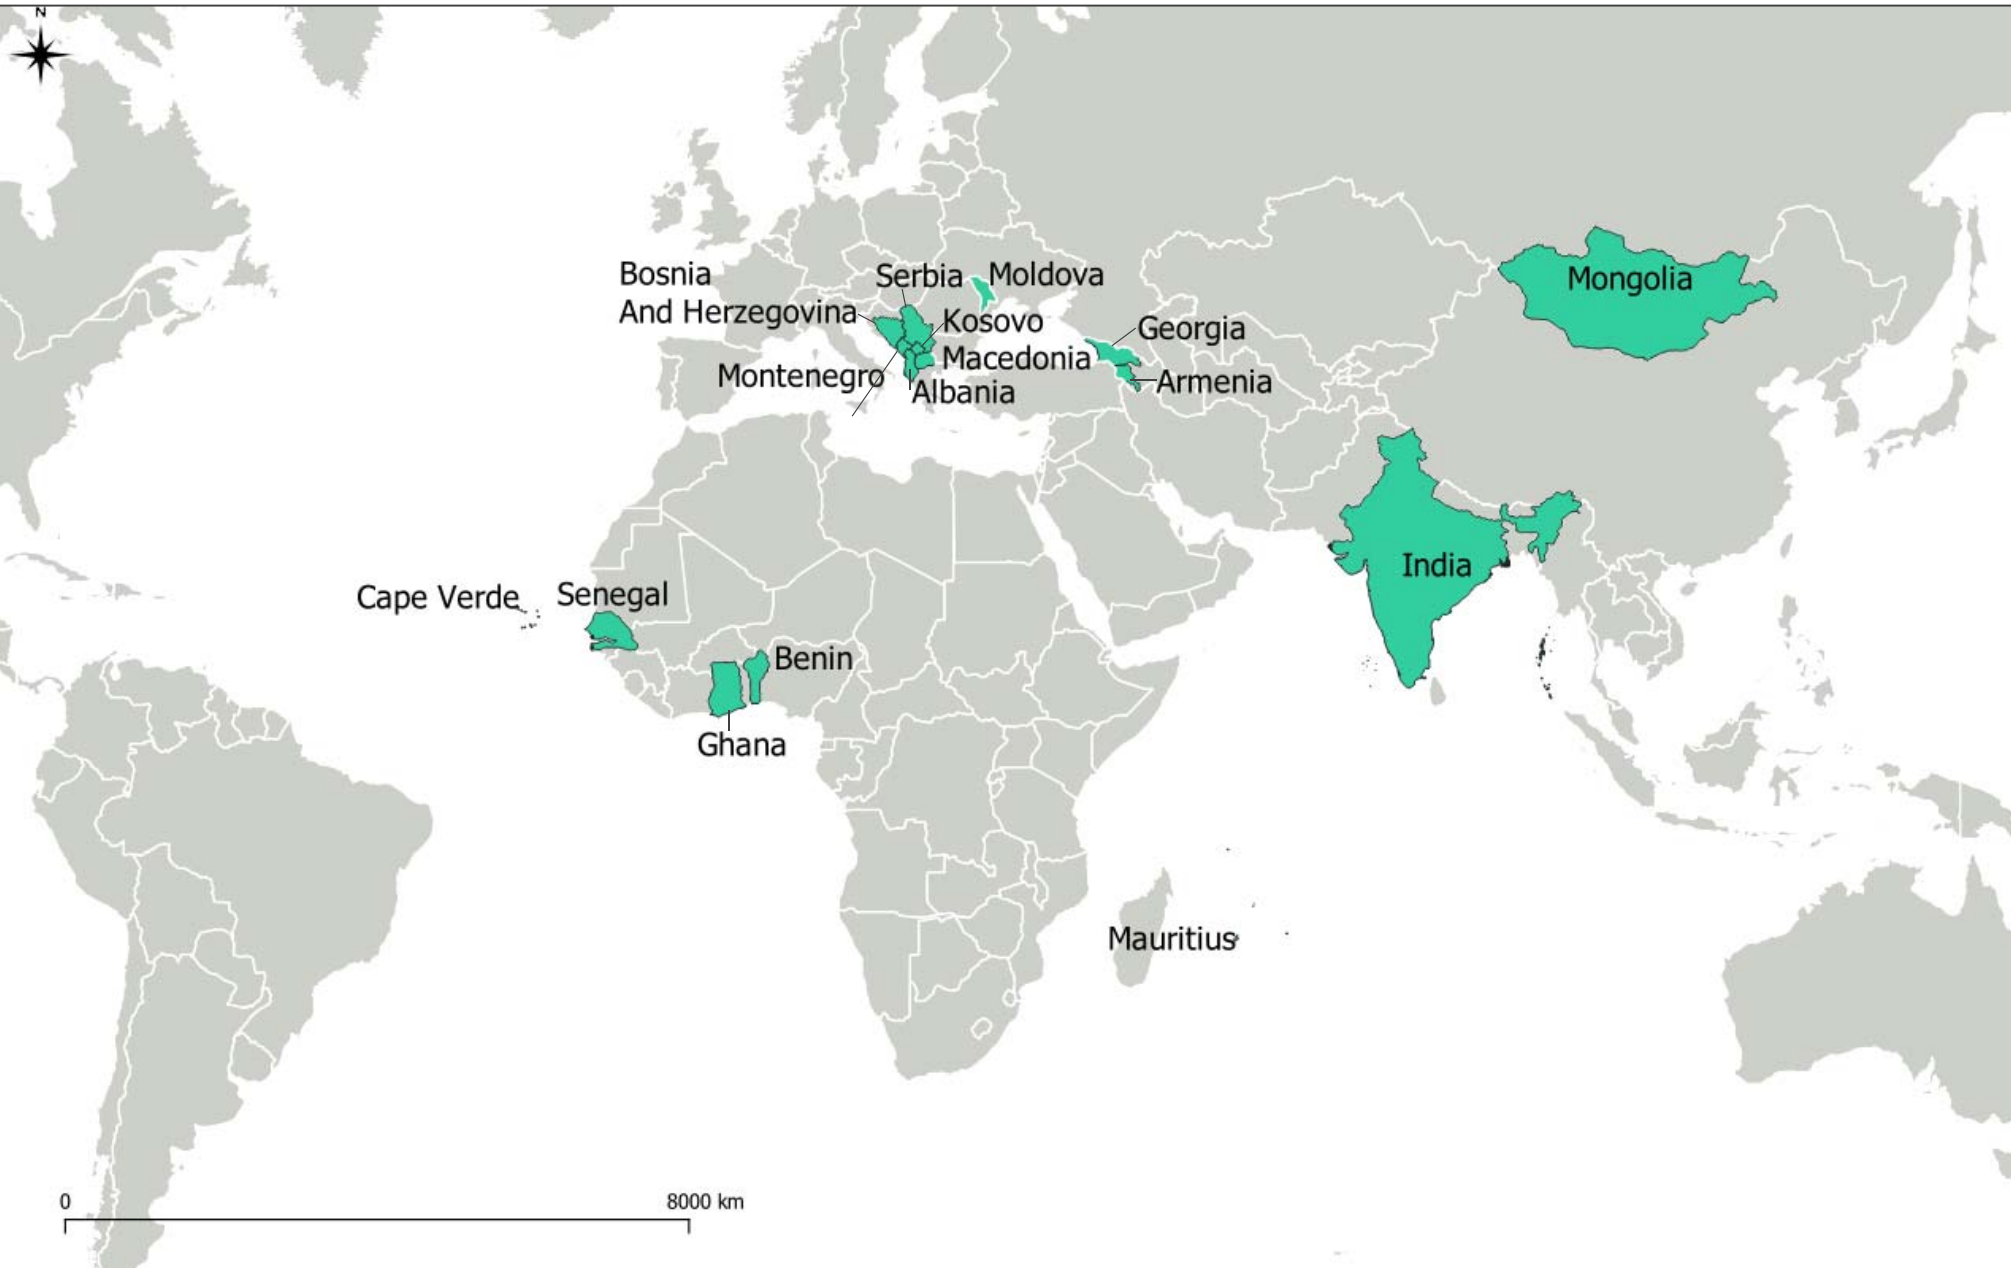 N
Bosnia
And Herzegovina
Serbia
Moldova
Kosovo
Macedonia
Montenegro
Albania
Georgia
Armenia
Mongolia
India
Cape Verde
Senegal
Benin
Ghana
Mauritius
0 8000 km